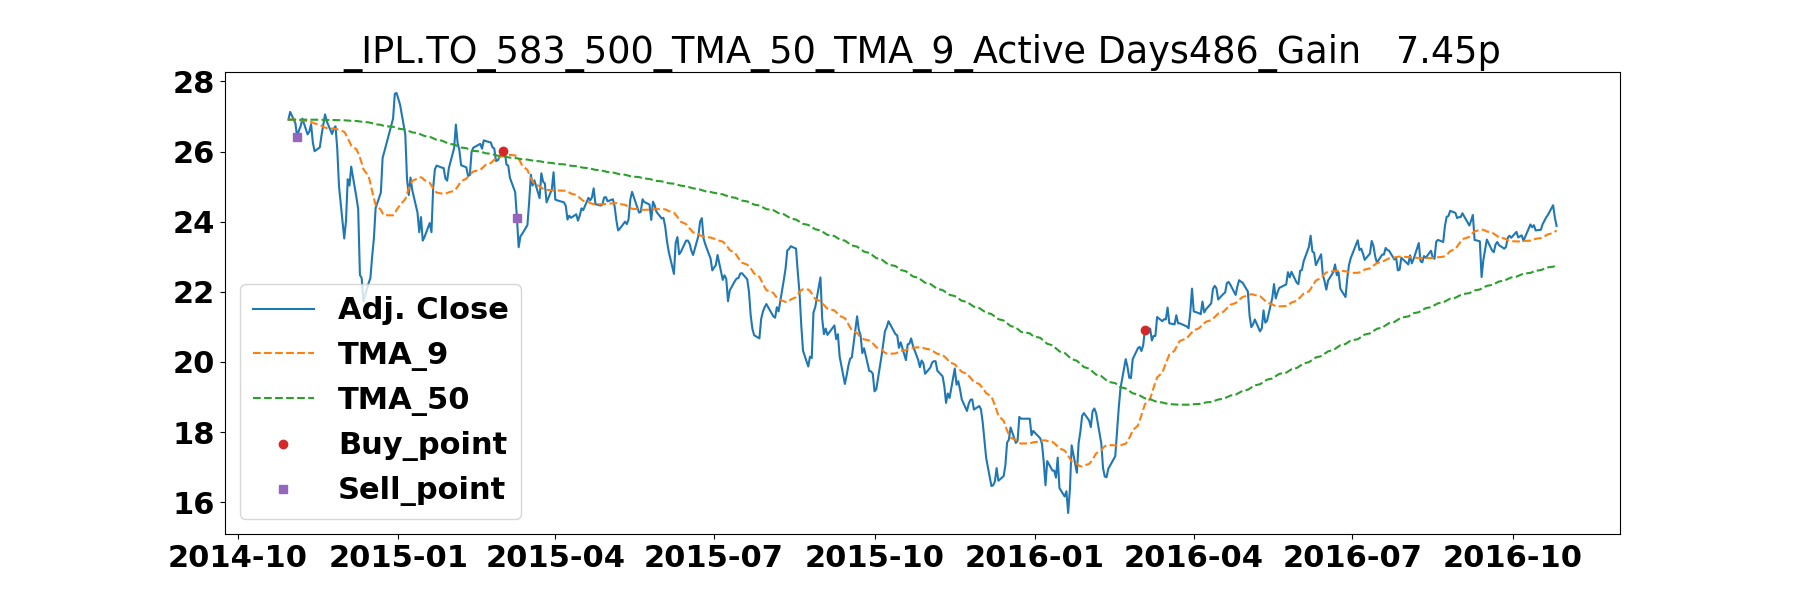 _IPL.TO_583_500_TMA_50_TMA_9_Active Days486_Gain   7.45p
28
26
24
22
20
18
16
Adj. Close
TMA_9
TMA_50
Buy_point
Sell_point
2014-10 2015-01 2015-04 2015-07 2015-10 2016-01 2016-04 2016-07 2016-10